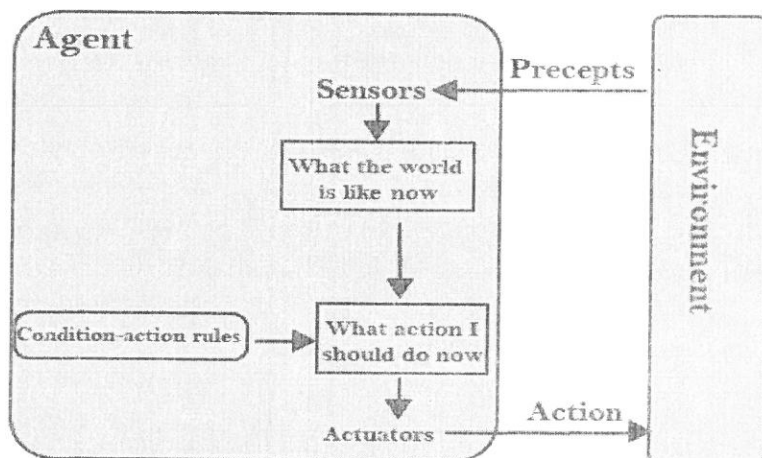 Agent
Precepts
Sensors
What the world
is like now
Environment
Condition-action rules
What action I
should do now
Action
Actuators